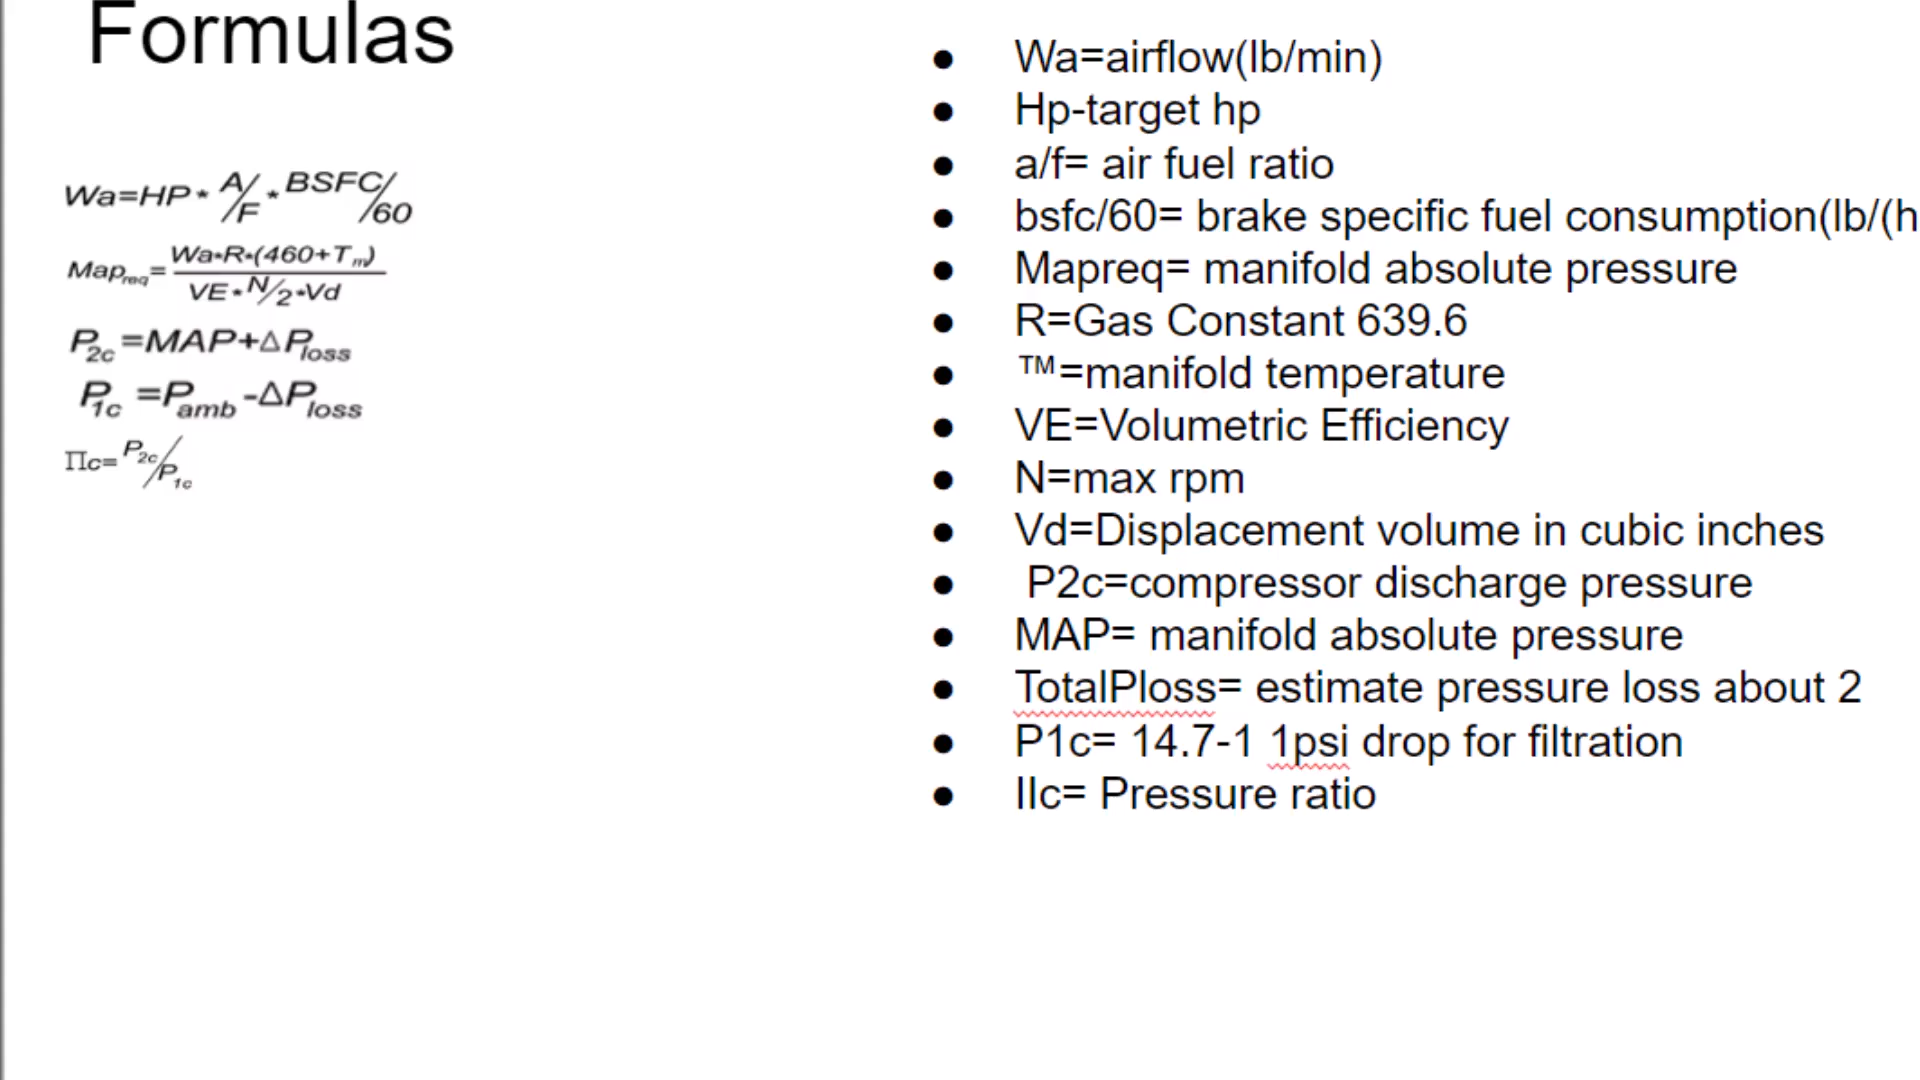 Formulas
Wa=HP*A/F*BSFC/60
Mapreq=Wa*R*(460+Tm)
VE*N/2*Vd
P2c=MAP+ΔPloss
P1c=Pamb-ΔPloss
Πc=P2c/P1c
● Wa=airflow(lb/min)
● Hp-target hp
● a/f= air fuel ratio
● bsfc/60= brake specific fuel consumption(lb/(h
● Mapreq= manifold absolute pressure
● R=Gas Constant 639.6
● ™=manifold temperature
● VE=Volumetric Efficiency
● N=max rpm
● Vd=Displacement volume in cubic inches
● P2c=compressor discharge pressure
● MAP= manifold absolute pressure
● TotalPloss= estimate pressure loss about 2
● P1c= 14.7-1 1psi drop for filtration
● IIc= Pressure ratio